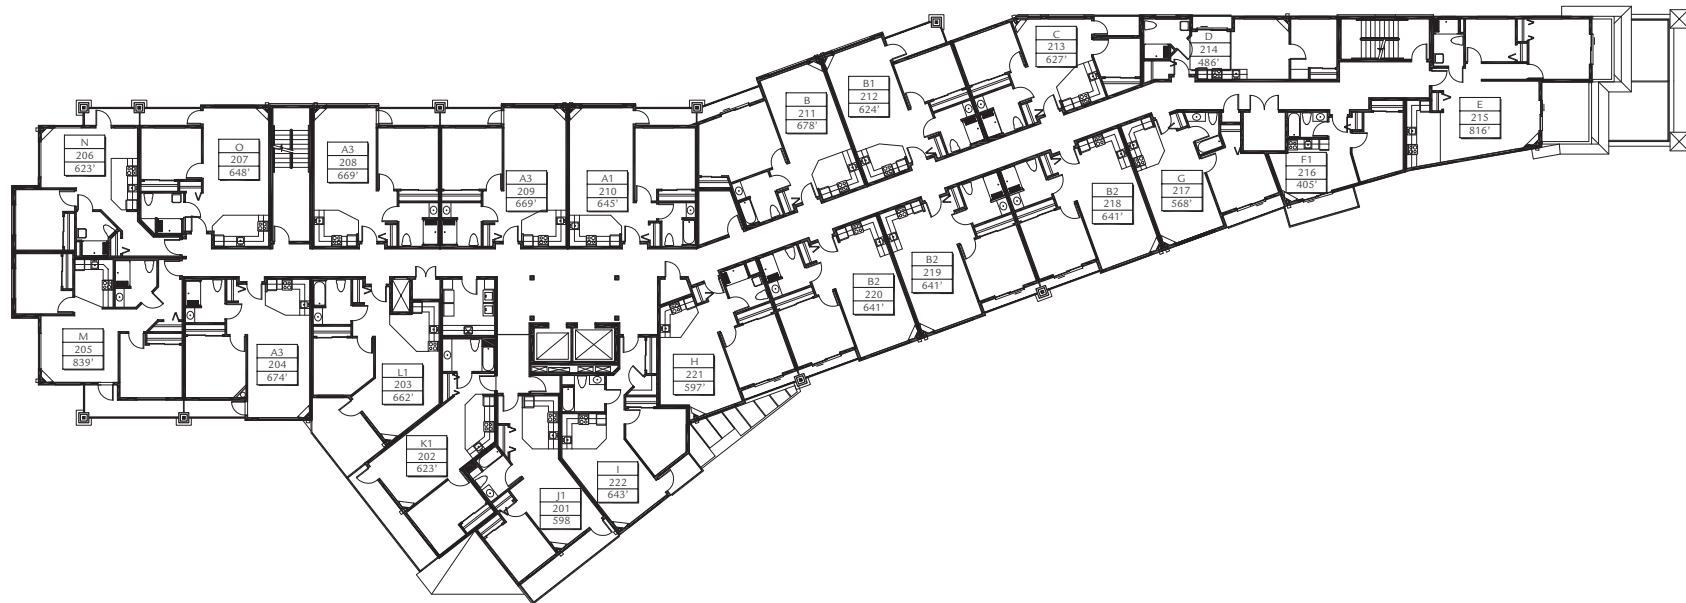 C
213
627'
D
214
486'
B1
212
624'
B
211
678'
E
215
816'
N
206
623'
O
207
648'
A3
208
669'
A3
209
669'
A1
210
645'
F1
216
405'
G
217
568'
B2
218
641'
B2
219
641'
B2
220
641'
M
205
839'
A3
204
674'
L1
203
662'
H
221
597'
K1
202
623'
I
222
643'
J1
201
598